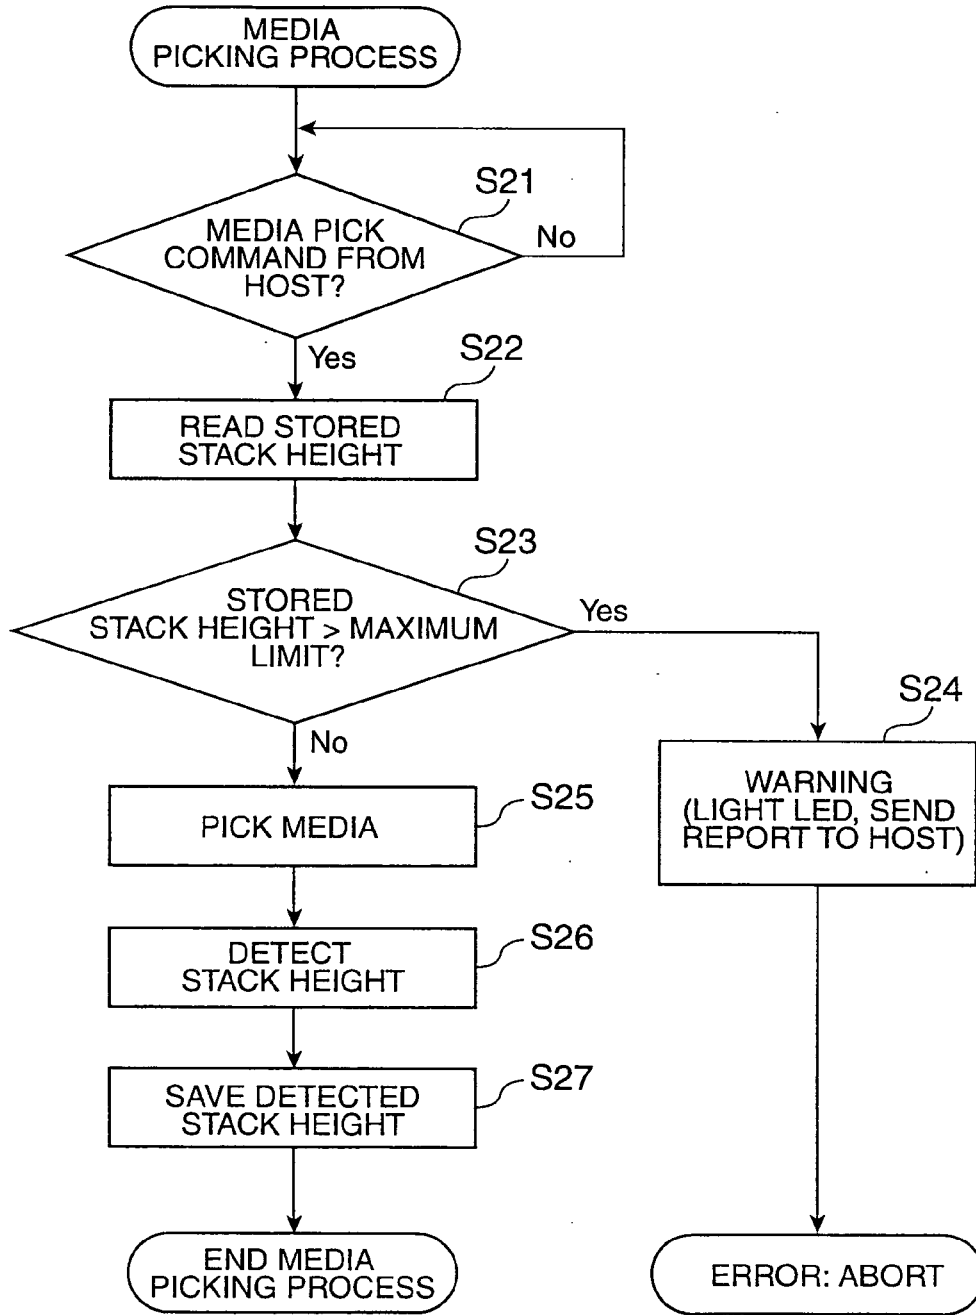 MEDIA
PICKING PROCESS
S21
MEDIA PICK
COMMAND FROM
HOST?
No
Yes
S22
READ STORED
STACK HEIGHT
S23
STORED
STACK HEIGHT > MAXIMUM
LIMIT?
Yes
No
S24
WARNING
(LIGHT LED, SEND
REPORT TO HOST)
S25
PICK MEDIA
S26
DETECT
STACK HEIGHT
S27
SAVE DETECTED
STACK HEIGHT
END MEDIA
PICKING PROCESS
ERROR: ABORT